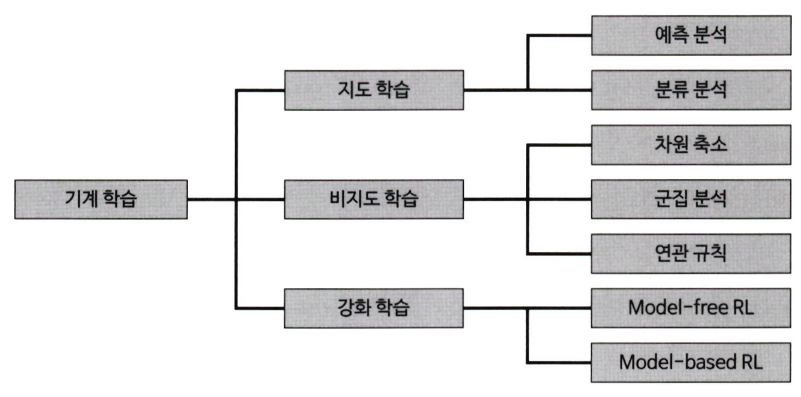 기계 학습
지도 학습
예측 분석
분류 분석
비지도 학습
차원 축소
군집 분석
연관 규칙
강화 학습
Model-free RL
Model-based RL